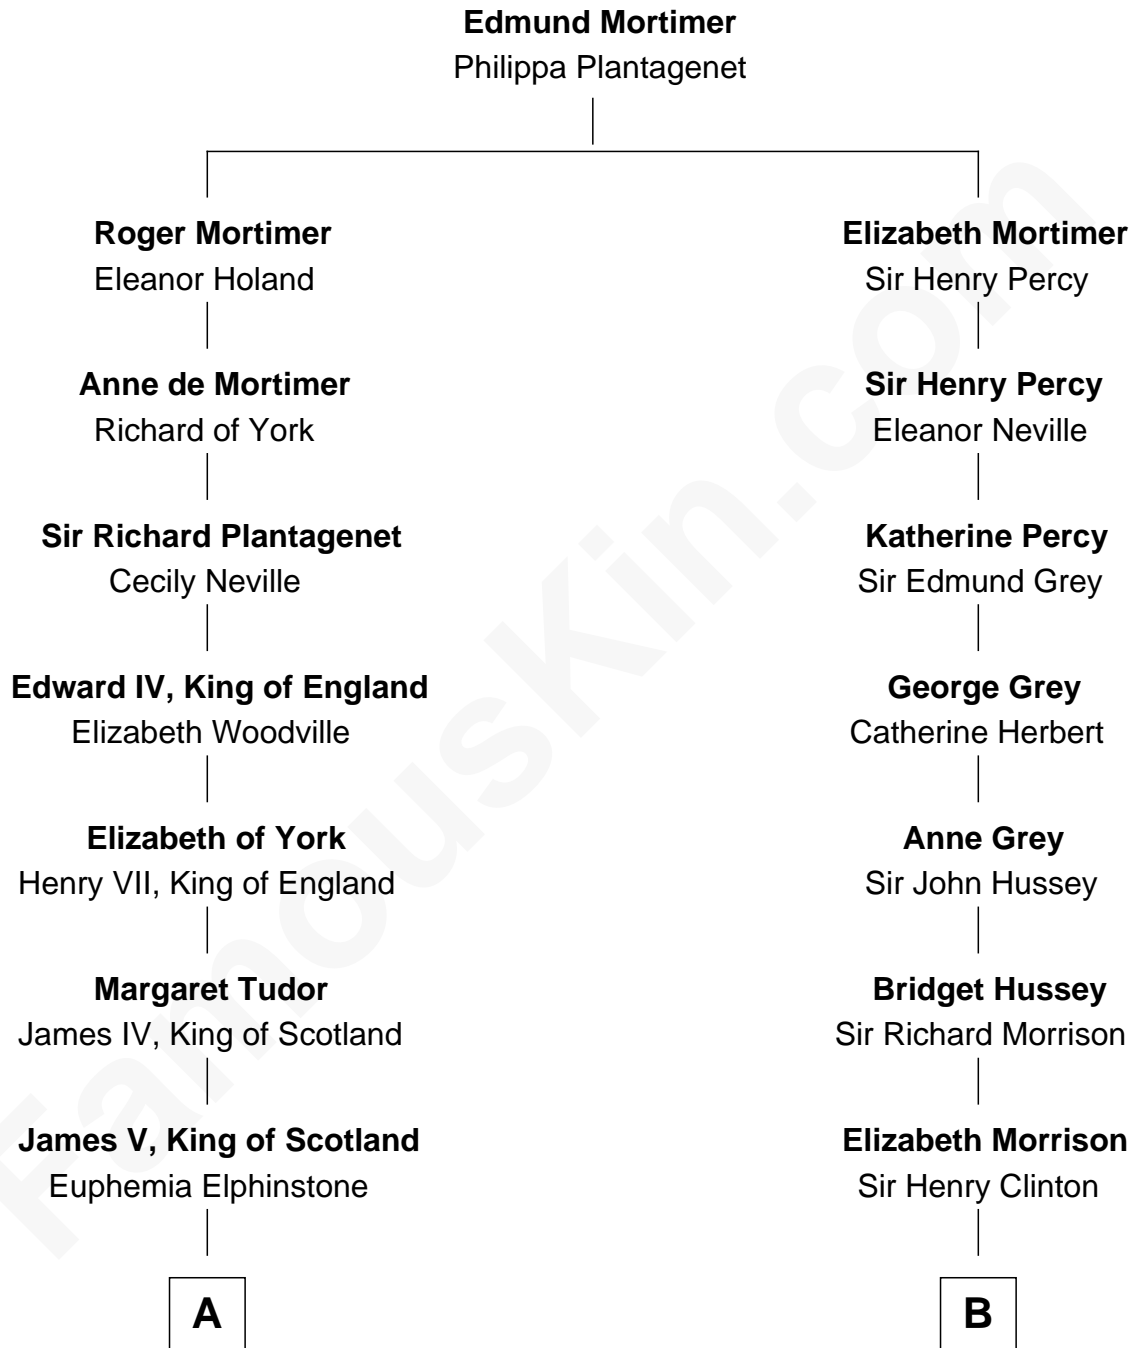 Edmund Mortimer
Philippa Plantagenet
Roger Mortimer
Eleanor Holand
Anne de Mortimer
Richard of York
Sir Richard Plantagenet
Cecily Neville
Edward IV, King of England
Elizabeth Woodville
Elizabeth of York
Henry VII, King of England
Margaret Tudor
James IV, King of Scotland
James V, King of Scotland
Euphemia Elphinstone
A
Elizabeth Mortimer
Sir Henry Percy
Sir Henry Percy
Eleanor Neville
Katherine Percy
Sir Edmund Grey
George Grey
Catherine Herbert
Anne Grey
Sir John Hussey
Bridget Hussey
Sir Richard Morrison
Elizabeth Morrison
Sir Henry Clinton
B
FamousKin.com